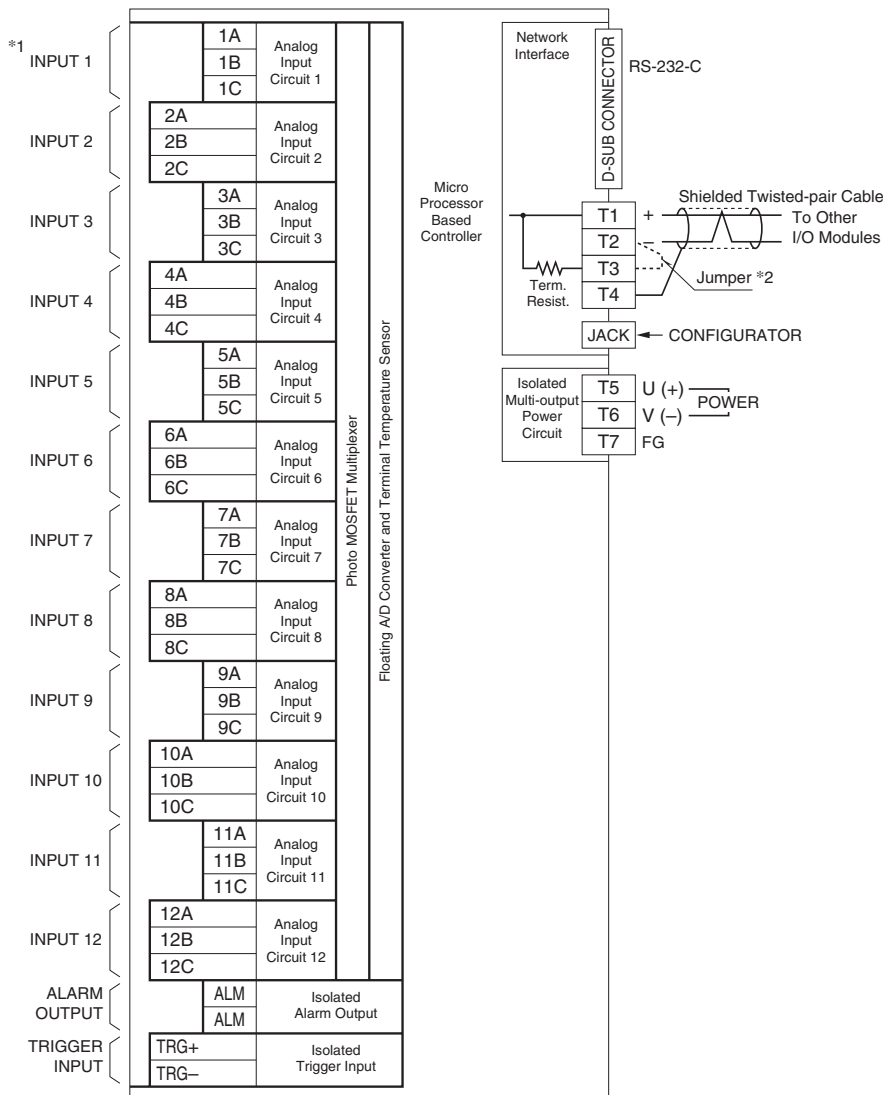 *1
INPUT 1
1A
1B
1C
Analog
Input
Circuit 1
INPUT 2
2A
2B
2C
Analog
Input
Circuit 2
INPUT 3
3A
3B
3C
Analog
Input
Circuit 3
INPUT 4
4A
4B
4C
Analog
Input
Circuit 4
INPUT 5
5A
5B
5C
Analog
Input
Circuit 5
INPUT 6
6A
6B
6C
Analog
Input
Circuit 6
INPUT 7
7A
7B
7C
Analog
Input
Circuit 7
INPUT 8
8A
8B
8C
Analog
Input
Circuit 8
INPUT 9
9A
9B
9C
Analog
Input
Circuit 9
INPUT 10
10A
10B
10C
Analog
Input
Circuit 10
INPUT 11
11A
11B
11C
Analog
Input
Circuit 11
INPUT 12
12A
12B
12C
Analog
Input
Circuit 12
ALARM
OUTPUT
ALM
ALM
Isolated
Alarm Output
TRIGGER
INPUT
TRG+
TRG–
Isolated
Trigger Input
Photo MOSFET Multiplexer
Floating A/D Converter and Terminal Temperature Sensor
Micro
Processor
Based
Controller
Network
Interface
D-SUB CONNECTOR
RS-232-C
T1 +
T2 –
T3
T4
Term.
Resist.
Shielded Twisted-pair Cable
To Other
I/O Modules
Jumper *2
JACK
CONFIGURATOR
Isolated
Multi-output
Power
Circuit
T5 U (+)
T6 V (–)
POWER
T7 FG